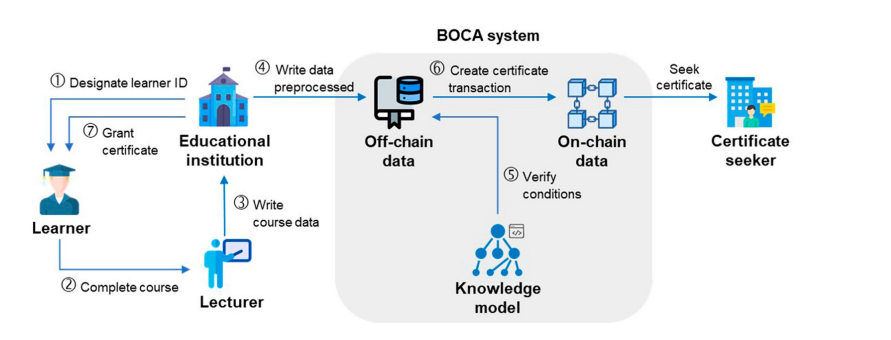 BOCA system
① Designate learner ID
④ Write data
preprocessed
⑥ Create certificate
transaction
Seek
certificate
⑦ Grant
certificate
Educational
institution
Off-chain
data
On-chain
data
Certificate
seeker
⑤ Verify
conditions
③ Write
course data
Learner
② Complete course
Lecturer
</>
Knowledge
model